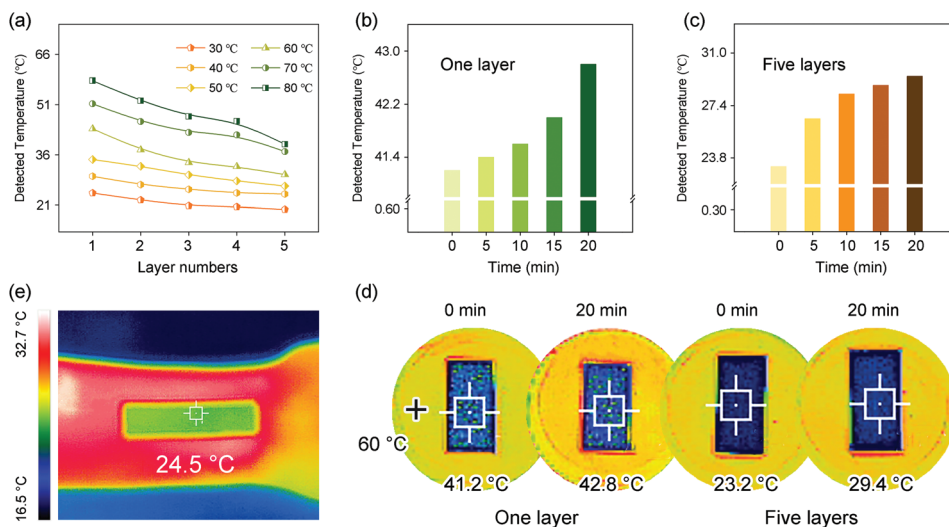 (a)
Detected Temperature (℃)
66
51
36
21
30 ℃
40 ℃
50 ℃
60 ℃
70 ℃
80 ℃
1 2 3 4 5
Layer numbers
(b)
Detected Temperature (℃)
43.0
42.2
41.4
0.60
One layer
0 5 10 15 20
Time (min)
(c)
Detected Temperature (℃)
31.0
27.4
23.8
0.30
Five layers
0 5 10 15 20
Time (min)
(e)
32.7 °C
16.5 °C
24.5 °C
(d)
0 min 20 min 0 min 20 min
60 °C
41.2 °C 42.8 °C 23.2 °C 29.4 °C
One layer Five layers